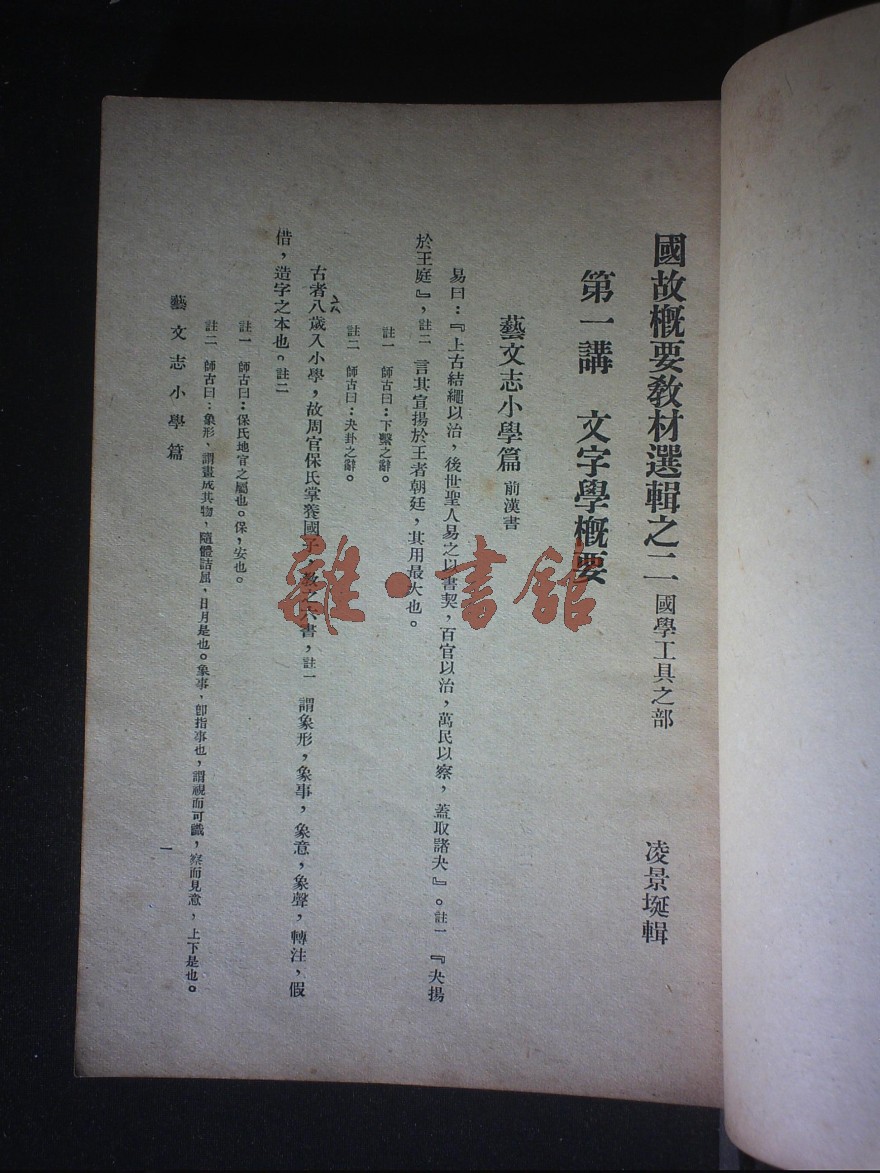 國故概要教材選輯之二 國學工具之部 凌景埏輯
第一講 文字學概要
藝文志小學篇 前漢書
易曰：『上古結繩以治，後世聖人易之以書契，百官以治，萬民以察，蓋取諸夬』。註一 『夬揚
於王庭』，註二 言其宣揚於王者朝廷，其用最大也。
註一 師古曰：下繫之辭。
註二 師古曰：夬卦之辭。
古者八歲入小學，故周官保氏掌養國子，教之六書，註一 謂象形，象事，象意，象聲，轉注，假
借，造字之本也。註二
註一 師古曰：保氏地官之屬也。保，安也。
註二 師古曰：象形，謂畫成其物，隨體詰屈，日月是也。象事，卽指事也，謂視而可識，察而見意，上下是也。
藝文志小學篇
一
雜·書館